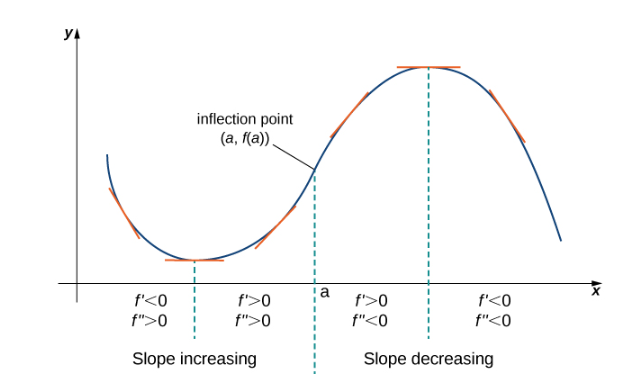 y
inflection point
(a, f(a))
a
x
f'<0 f'>0 f'>0 f'<0
f">0 f">0 f"<0 f"<0
Slope increasing Slope decreasing